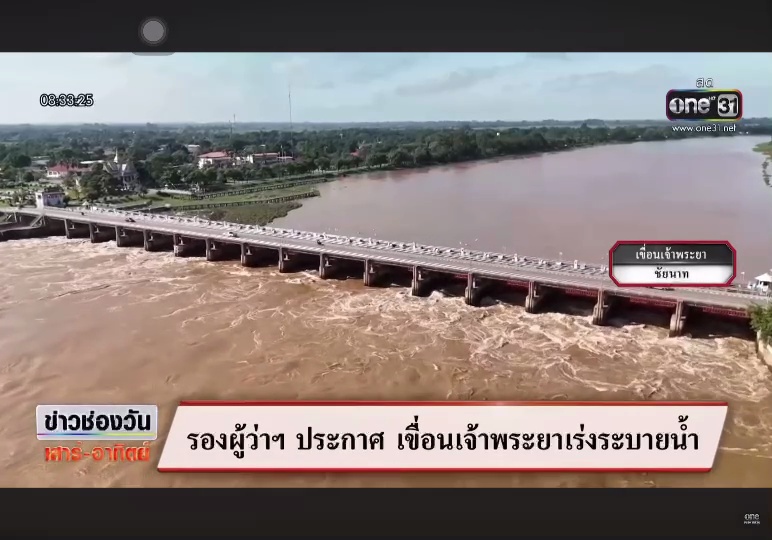 08:33:25
สด
one HD 31
www.one31.net
เขื่อนเจ้าพระยา
ชัยนาท
ข่าวช่องวัน
เสาร์-อาทิตย์
รองผู้ว่าฯ ประกาศ เขื่อนเจ้าพระยาเร่งระบายน้ำ
one